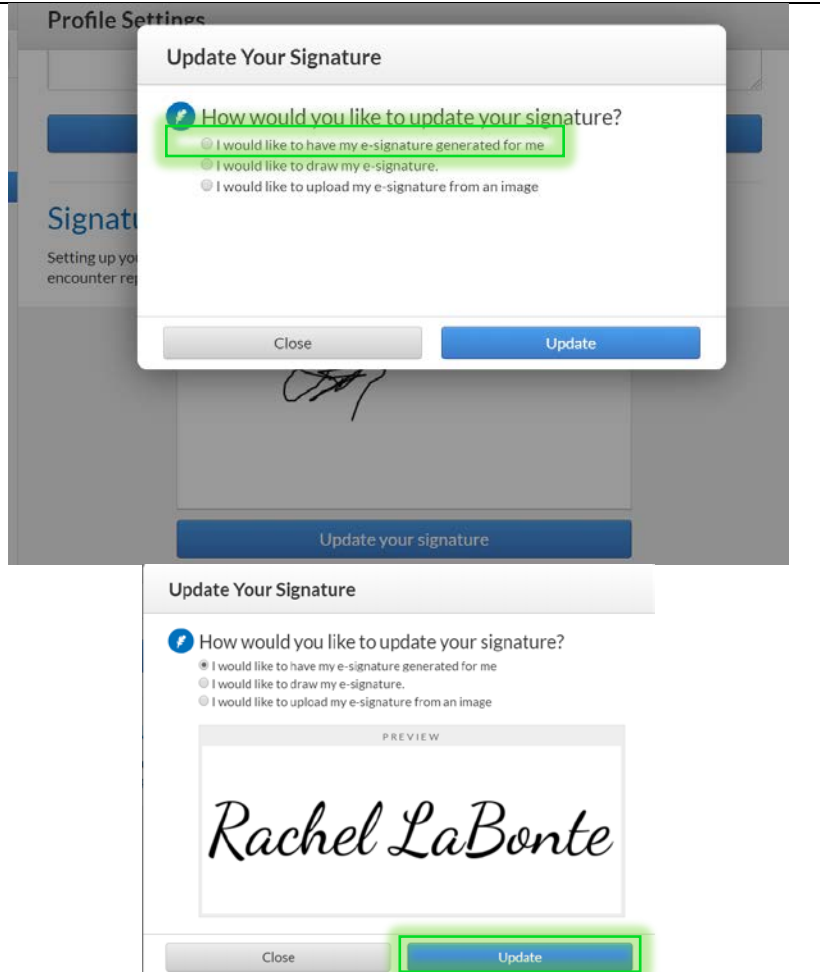 Profile Settings
Update Your Signature
How would you like to update your signature?
I would like to have my e-signature generated for me
I would like to draw my e-signature.
I would like to upload my e-signature from an image
Signatu
Setting up you
encounter rep
Close
Update
Update your signature
Update Your Signature
How would you like to update your signature?
I would like to have my e-signature generated for me
I would like to draw my e-signature.
I would like to upload my e-signature from an image
PREVIEW
Rachel LaBonte
Close
Update